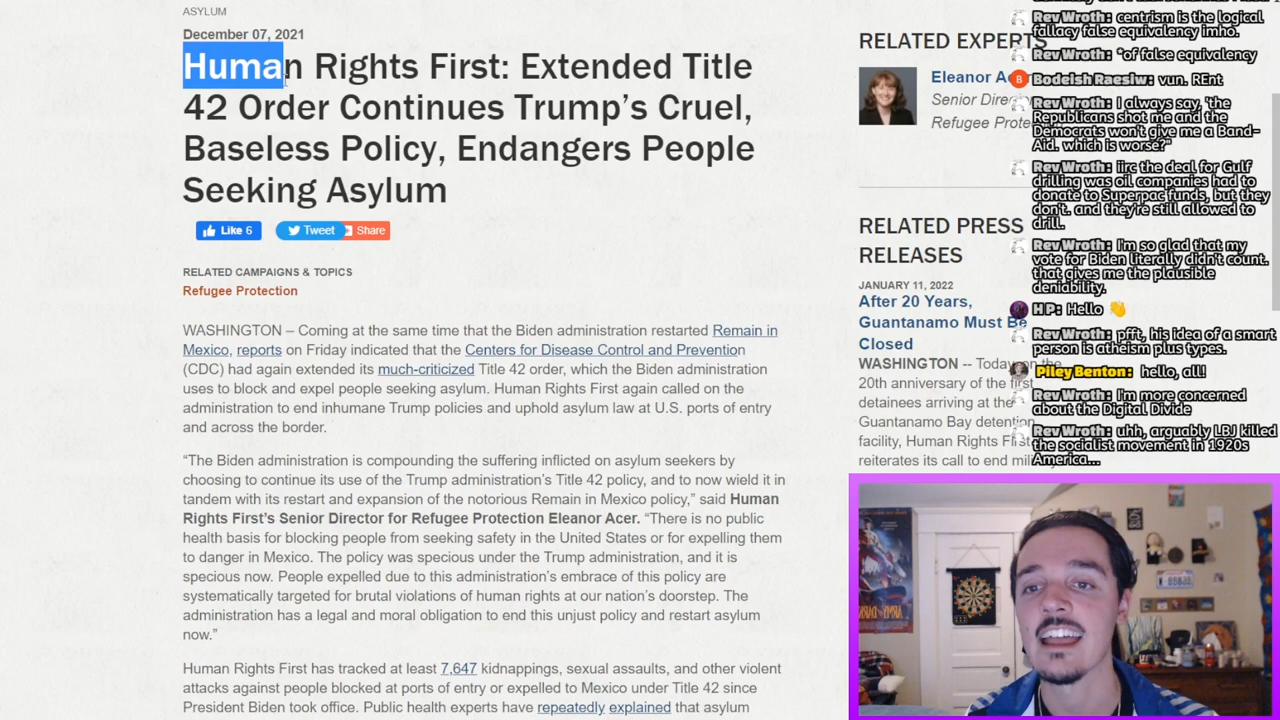 ASYLUM
December 07, 2021
Human Rights First: Extended Title
42 Order Continues Trump's Cruel,
Baseless Policy, Endangers People
Seeking Asylum
Like 6
Tweet
Share
RELATED CAMPAIGNS & TOPICS
Refugee Protection
WASHINGTON – Coming at the same time that the Biden administration restarted Remain in
Mexico, reports on Friday indicated that the Centers for Disease Control and Prevention
(CDC) had again extended its much-criticized Title 42 order, which the Biden administration
uses to block and expel people seeking asylum. Human Rights First again called on the
administration to end inhumane Trump policies and uphold asylum law at U.S. ports of entry
and across the border.
“The Biden administration is compounding the suffering inflicted on asylum seekers by
choosing to continue its use of the Trump administration’s Title 42 policy, and to now wield it in
tandem with its restart and expansion of the notorious Remain in Mexico policy,” said Human
Rights First’s Senior Director for Refugee Protection Eleanor Acer. “There is no public
health basis for blocking people from seeking safety in the United States or for expelling them
to danger in Mexico. The policy was specious under the Trump administration, and it is
specious now. People expelled due to this administration’s embrace of this policy are
systematically targeted for brutal violations of human rights at our nation’s doorstep. The
administration has a legal and moral obligation to end this unjust policy and restart asylum
now.”
Human Rights First has tracked at least 7,647 kidnappings, sexual assaults, and other violent
attacks against people blocked at ports of entry or expelled to Mexico under Title 42 since
President Biden took office. Public health experts have repeatedly explained that asylum
RELATED EXPERTS
Eleanor
Senior
Refugee
RELATED PRESS
RELEASES
JANUARY 11, 2022
After 20 Years,
Guantanamo Must Be
Closed
WASHINGTON -- Today, on the
20th anniversary of the first
detainees arriving at the
Guantanamo Bay detention
facility, Human Rights First
reiterates its call to end
RevWroth: centrism is the logical
fallacy false equivalency imho.
RevWroth: *of false equivalency
B
Bodeish Raesiw: vun. REnt
RevWroth: I always say, 'the
Republicans shot me and the
Democrats won't give me a Band-
Aid. which is worse?"
RevWroth: iirc the deal for Gulf
drilling was oil companies had to
donate to Superpac funds, but they
don't. and they're still allowed to
drill.
RevWroth: I'm so glad that my
vote for Biden literally didn't count.
that gives me the plausible
deniability.
H P: Hello 👋
RevWroth: pfft, his idea of a smart
person is atheism plus types.
Piley Benton: hello, all!
RevWroth: I'm more concerned
about the Digital Divide
RevWroth: uhh, arguably LBJ killed
the socialist movement in 1920s
America...